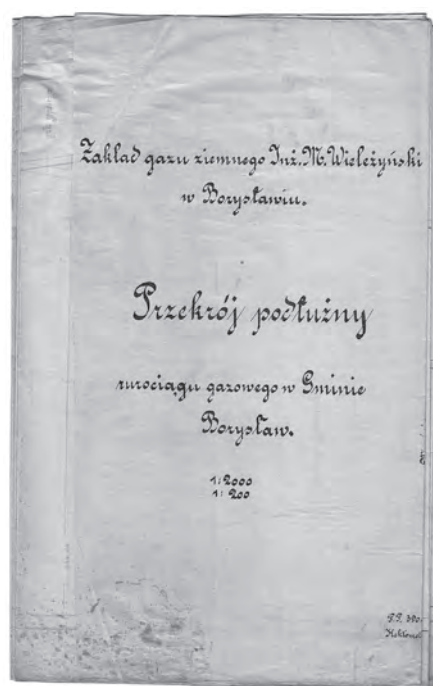 Zakład gazu ziemnego Inż. M. Wieleżyński
w Borysławiu.
Przekrój podłużny
rurociągu gazowego w Gminie
Borysław.
1:2000
1:200